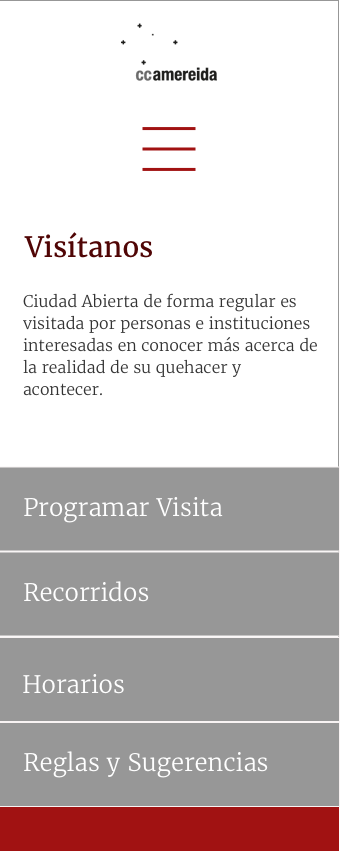 ccamereida
Visítanos
Ciudad Abierta de forma regular es
visitada por personas e instituciones
interesadas en conocer más acerca de
la realidad de su quehacer y
acontecer.
Programar Visita
Recorridos
Horarios
Reglas y Sugerencias